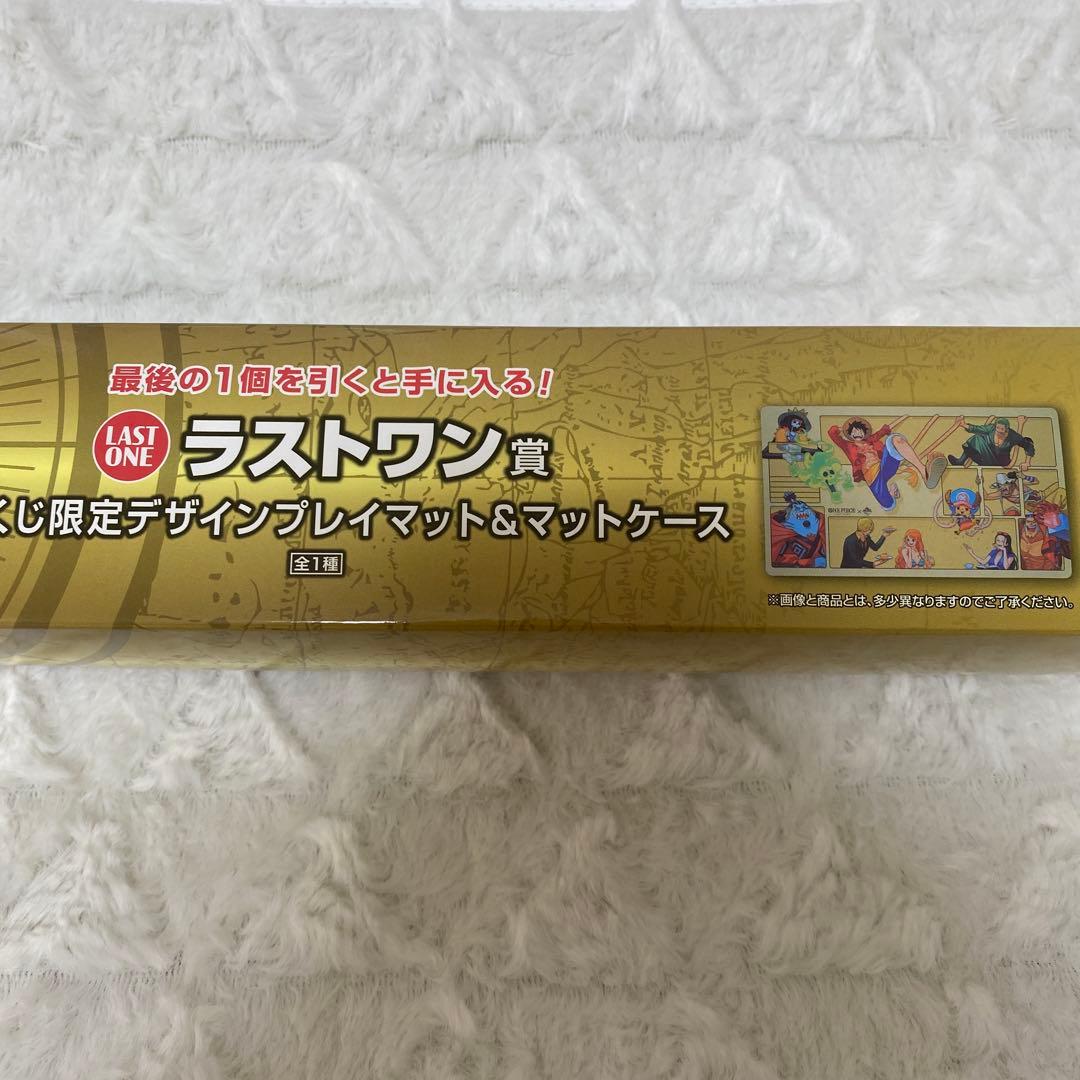 最後の1個を引くと手に入る!
LAST ONE
ラストワン賞
くじ限定デザインプレイマット&マットケース
全1種
ONE PIECE ×
※画像と商品とは、多少異なりますのでご了承ください。